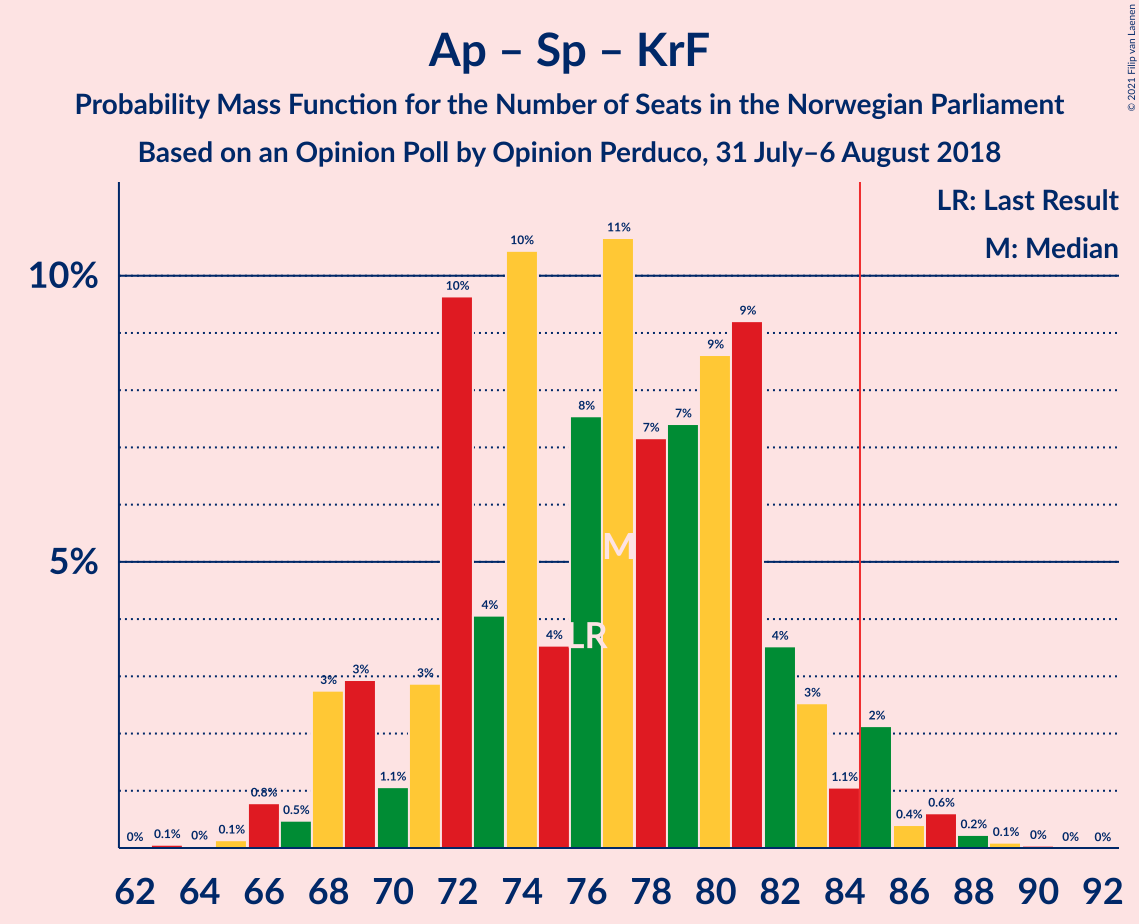 © 2021 Filip van Laenen
Ap – Sp – KrF
Probability Mass Function for the Number of Seats in the Norwegian Parliament
Based on an Opinion Poll by Opinion Perduco, 31 July–6 August 2018
LR: Last Result
M: Median
10%
5%
0% 0.1% 0% 0.1% 0.8% 0.5% 3% 3% 1.1% 3% 10% 4% 10% 4% 8% 11% 7% 7% 9% 9% 4% 3% 1.1% 2% 0.4% 0.6% 0.2% 0.1% 0% 0% 0%
M
LR
62 64 66 68 70 72 74 76 78 80 82 84 86 88 90 92